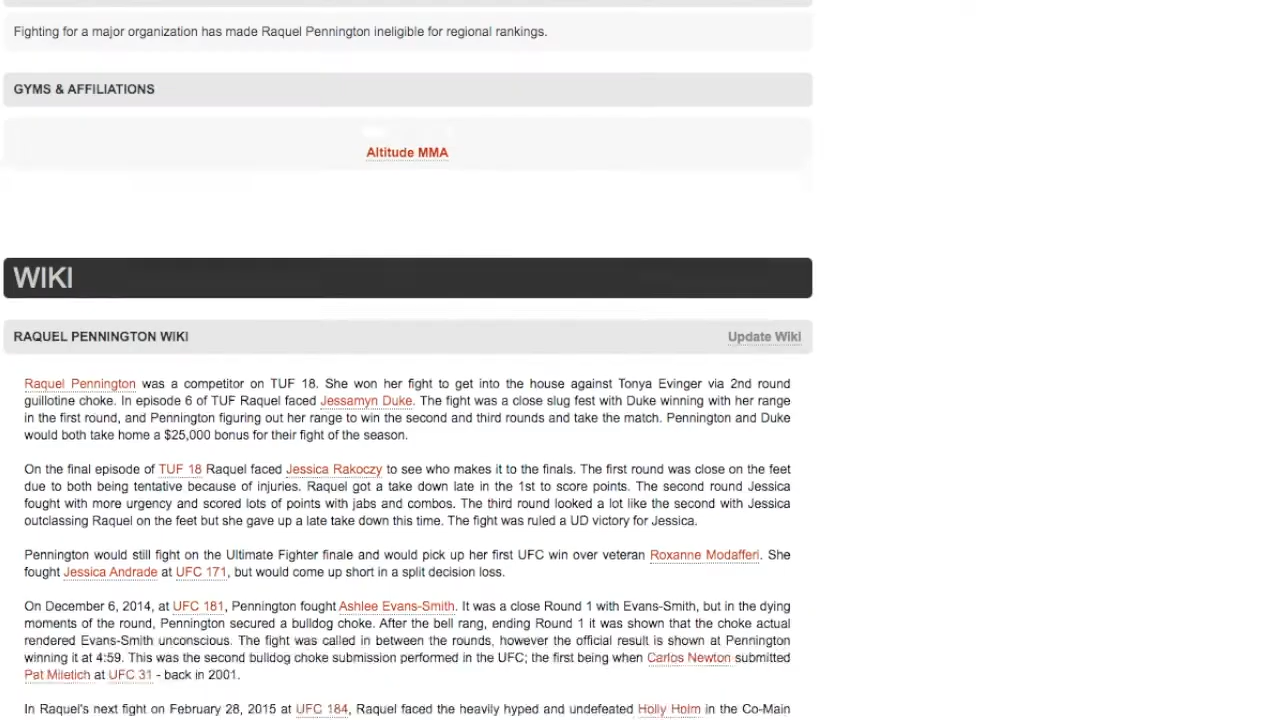 Fighting for a major organization has made Raquel Pennington ineligible for regional rankings.
GYMS & AFFILIATIONS
Altitude MMA
WIKI
RAQUEL PENNINGTON WIKI Update Wiki
Raquel Pennington was a competitor on TUF 18. She won her fight to get into the house against Tonya Evinger via 2nd round
guillotine choke. In episode 6 of TUF Raquel faced Jessamyn Duke. The fight was a close slug fest with Duke winning with her range
in the first round, and Pennington figuring out her range to win the second and third rounds and take the match. Pennington and Duke
would both take home a $25,000 bonus for their fight of the season.
On the final episode of TUF 18 Raquel faced Jessica Rakoczy to see who makes it to the finals. The first round was close on the feet
due to both being tentative because of injuries. Raquel got a take down late in the 1st to score points. The second round Jessica
fought with more urgency and scored lots of points with jabs and combos. The third round looked a lot like the second with Jessica
outclassing Raquel on the feet but she gave up a late take down this time. The fight was ruled a UD victory for Jessica.
Pennington would still fight on the Ultimate Fighter finale and would pick up her first UFC win over veteran Roxanne Modafferi. She
fought Jessica Andrade at UFC 171, but would come up short in a split decision loss.
On December 6, 2014, at UFC 181, Pennington fought Ashlee Evans-Smith. It was a close Round 1 with Evans-Smith, but in the dying
moments of the round, Pennington secured a bulldog choke. After the bell rang, ending Round 1 it was shown that the choke actual
rendered Evans-Smith unconscious. The fight was called in between the rounds, however the official result is shown at Pennington
winning it at 4:59. This was the second bulldog choke submission performed in the UFC; the first being when Carlos Newton submitted
Pat Miletich at UFC 31 - back in 2001.
In Raquel's next fight on February 28, 2015 at UFC 184, Raquel faced the heavily hyped and undefeated Holly Holm in the Co-Main